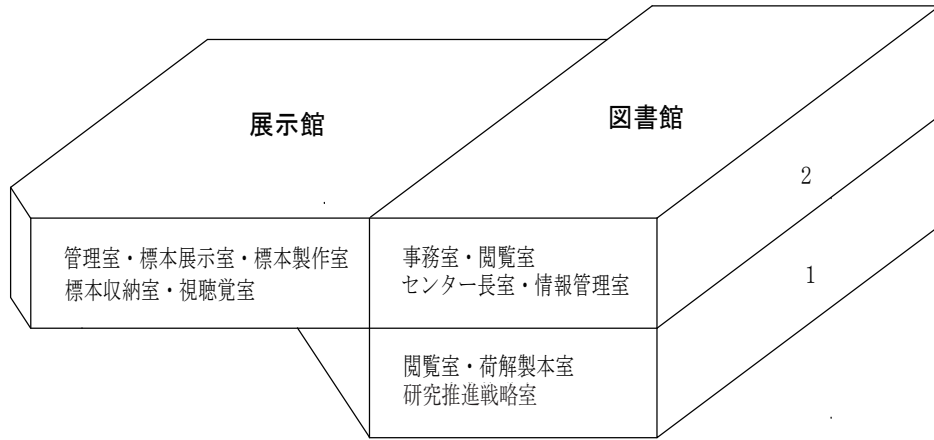 展示館
図書館
管理室・標本展示室・標本製作室
標本収納室・視聴覚室
事務室・閲覧室
センター長室・情報管理室
2
1
閲覧室・荷解製本室
研究推進戦略室